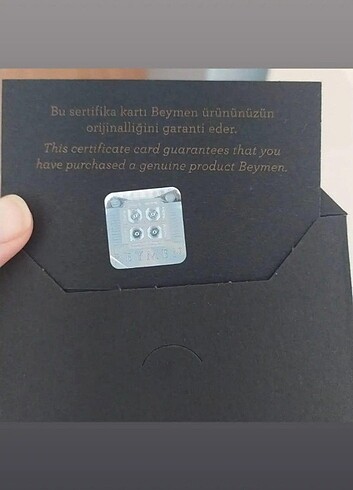 Bu sertifika kartı Beymen ürününüzün
orijinalliğini garanti eder.
This certificate card guarantees that you
have purchased a genuine product Beymen.